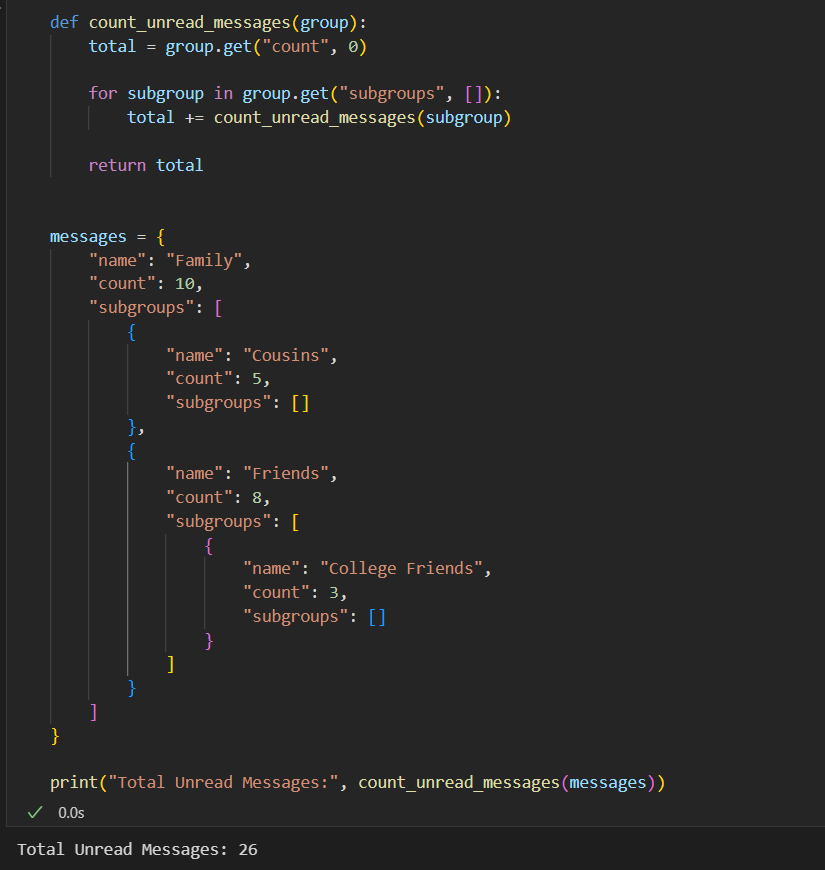 def count_unread_messages(group):
    total = group.get("count", 0)

    for subgroup in group.get("subgroups", []):
        total += count_unread_messages(subgroup)

    return total


messages = {
    "name": "Family",
    "count": 10,
    "subgroups": [
        {
            "name": "Cousins",
            "count": 5,
            "subgroups": []
        },
        {
            "name": "Friends",
            "count": 8,
            "subgroups": [
                {
                    "name": "College Friends",
                    "count": 3,
                    "subgroups": []
                }
            ]
        }
    ]
}

print("Total Unread Messages:", count_unread_messages(messages))
0.0s
Total Unread Messages: 26